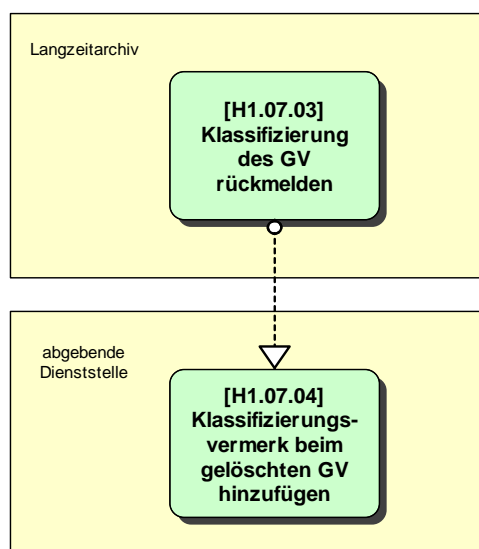 Langzeitarchiv
[H1.07.03]
Klassifizierung
des GV
rückmelden
abgebende
Dienststelle
[H1.07.04]
Klassifizierungs-
vermerk beim
gelöschten GV
hinzufügen